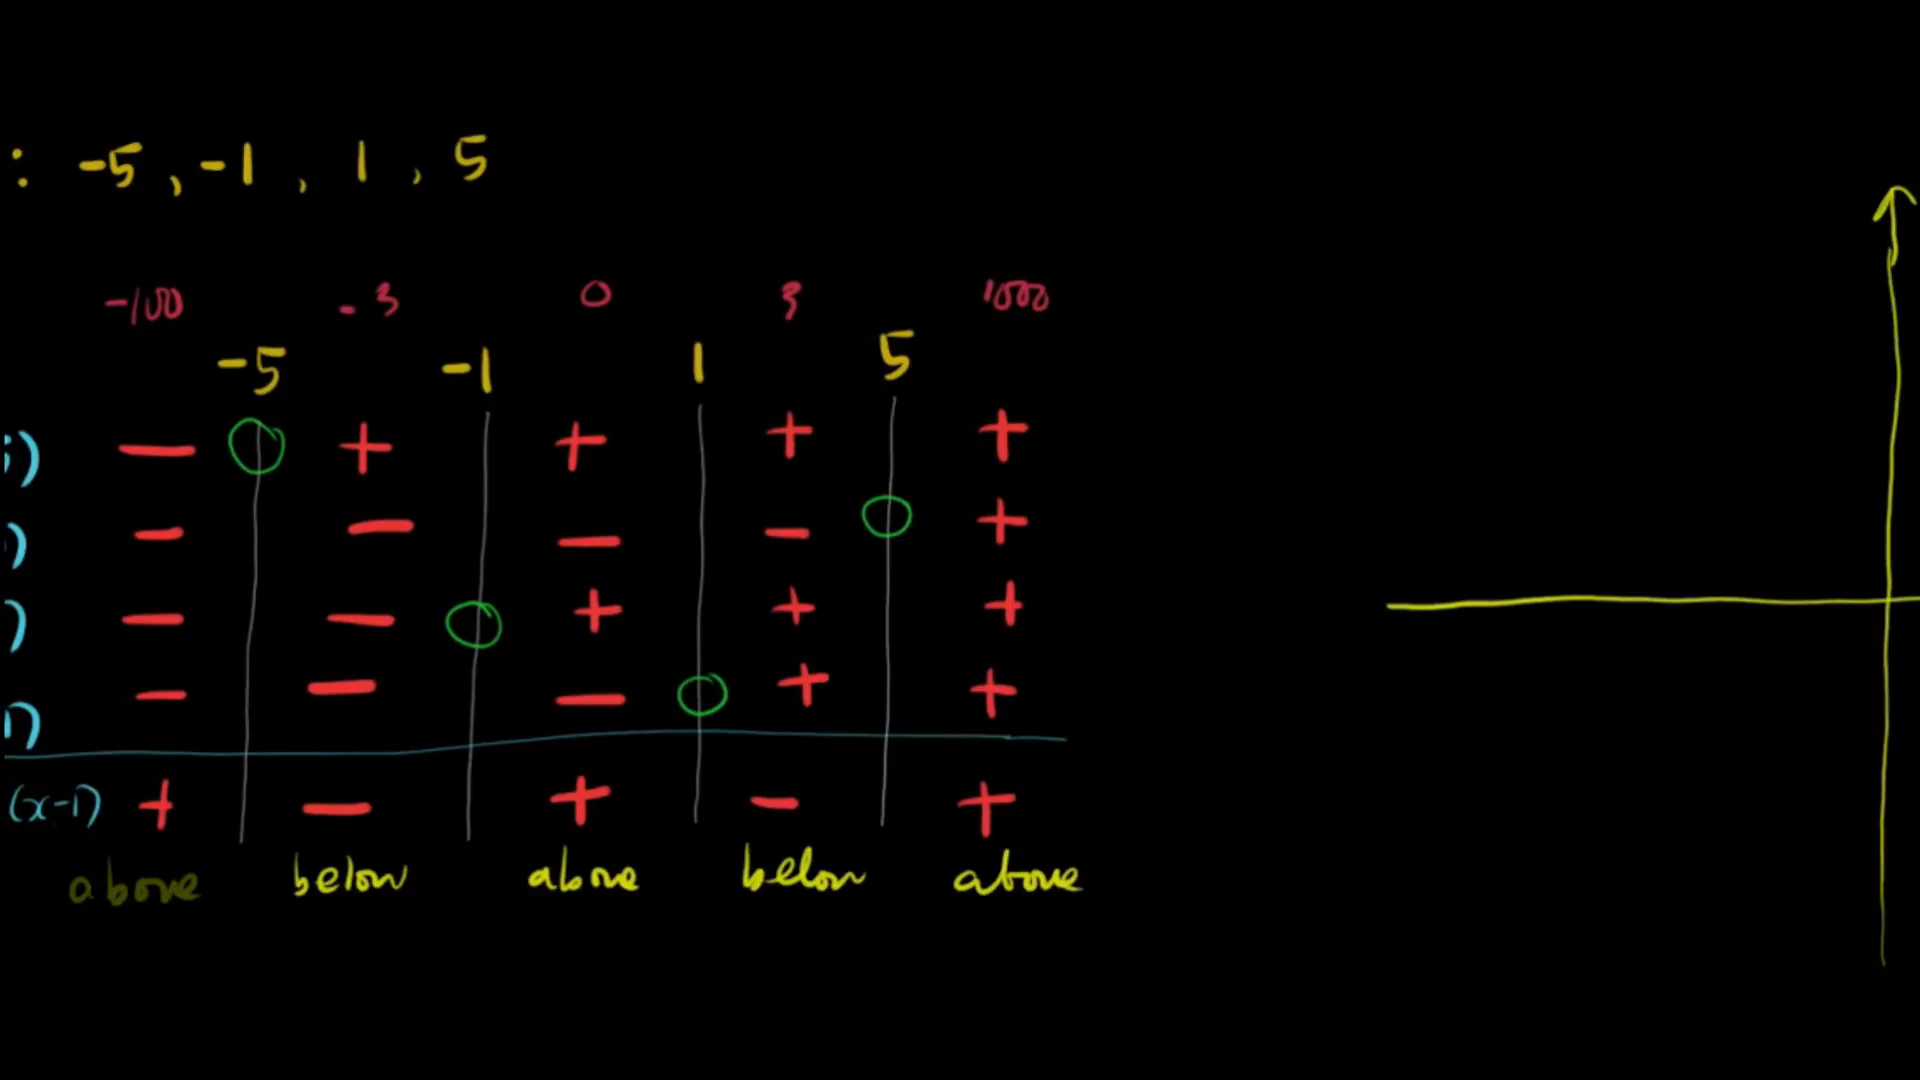 : -5 , -1 , 1 , 5
-100 -3 0 3 1000
-5 -1 1 5
) - + + + +
) - - - - +
) - - + + +
1) - - - + +
(x-1) + - + - +
above below above below above